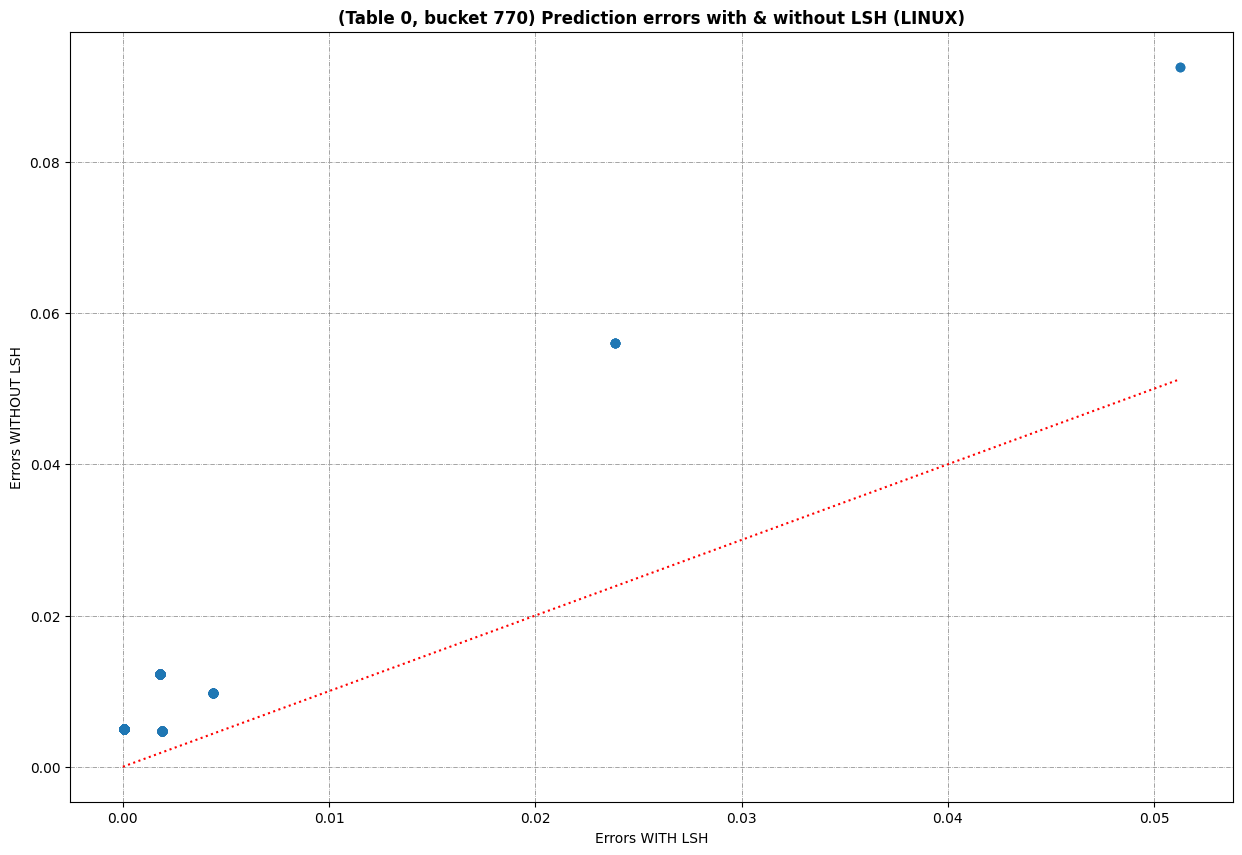 (Table 0, bucket 770) Prediction errors with & without LSH (LINUX)
Errors WITHOUT LSH
0.08
0.06
0.04
0.02
0.00
0.00 0.01 0.02 0.03 0.04 0.05
Errors WITH LSH